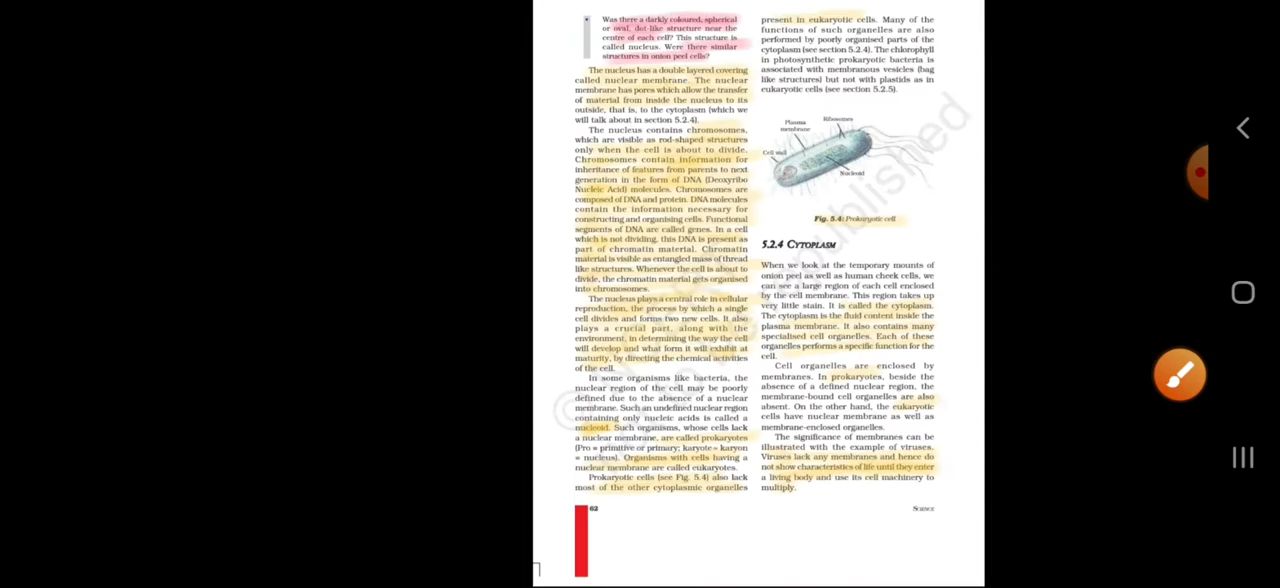 • Was there a darkly coloured, spherical
or oval, dot-like structure near the
centre of each cell? This structure is
called nucleus. Were there similar
structures in onion peel cells?
The nucleus has a double layered covering
called nuclear membrane. The nuclear
membrane has pores which allow the transfer
of material from inside the nucleus to its
outside, that is, to the cytoplasm (which we
will talk about in section 5.2.4).
The nucleus contains chromosomes,
which are visible as rod-shaped structures
only when the cell is about to divide.
Chromosomes contain information for
inheritance of features from parents to next
generation in the form of DNA (Deoxyribo
Nucleic Acid) molecules. Chromosomes are
composed of DNA and protein. DNA molecules
contain the information necessary for
constructing and organising cells. Functional
segments of DNA are called genes. In a cell
which is not dividing, this DNA is present as
part of chromatin material. Chromatin
material is visible as entangled mass of thread
like structures. Whenever the cell is about to
divide, the chromatin material gets organised
into chromosomes.
The nucleus plays a central role in cellular
reproduction, the process by which a single
cell divides and forms two new cells. It also
plays a crucial part, along with the
environment, in determining the way the cell
will develop and what form it will exhibit at
maturity, by directing the chemical activities
of the cell.
In some organisms like bacteria, the
nuclear region of the cell may be poorly
defined due to the absence of a nuclear
membrane. Such an undefined nuclear region
containing only nucleic acids is called a
nucleoid. Such organisms, whose cells lack
a nuclear membrane, are called prokaryotes
(Pro = primitive or primary; karyote = karyon
= nucleus). Organisms with cells having a
nuclear membrane are called eukaryotes.
Prokaryotic cells (see Fig. 5.4) also lack
most of the other cytoplasmic organelles
present in eukaryotic cells. Many of the
functions of such organelles are also
performed by poorly organised parts of the
cytoplasm (see section 5.2.4). The chlorophyll
in photosynthetic prokaryotic bacteria is
associated with membranous vesicles (bag
like structures) but not with plastids as in
eukaryotic cells (see section 5.2.5).
Ribosomes
Plasma
membrane
Cell wall
Nucleoid
Fig. 5.4: Prokaryotic cell
5.2.4 CYTOPLASM
When we look at the temporary mounts of
onion peel as well as human cheek cells, we
can see a large region of each cell enclosed
by the cell membrane. This region takes up
very little stain. It is called the cytoplasm.
The cytoplasm is the fluid content inside the
plasma membrane. It also contains many
specialised cell organelles. Each of these
organelles performs a specific function for the
cell.
Cell organelles are enclosed by
membranes. In prokaryotes, beside the
absence of a defined nuclear region, the
membrane-bound cell organelles are also
absent. On the other hand, the eukaryotic
cells have nuclear membrane as well as
membrane-enclosed organelles.
The significance of membranes can be
illustrated with the example of viruses.
Viruses lack any membranes and hence do
not show characteristics of life until they enter
a living body and use its cell machinery to
multiply.
62
SCIENCE
published